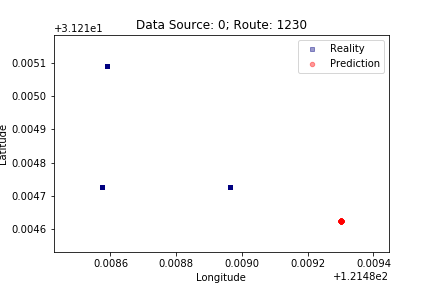 Data Source: 0; Route: 1230
+3.121e1
Reality
Prediction
0.0051
0.0050
0.0049
0.0048
0.0047
0.0046
Latitude
0.0086
0.0088
0.0090
0.0092
0.0094
Longitude
+1.2148e2